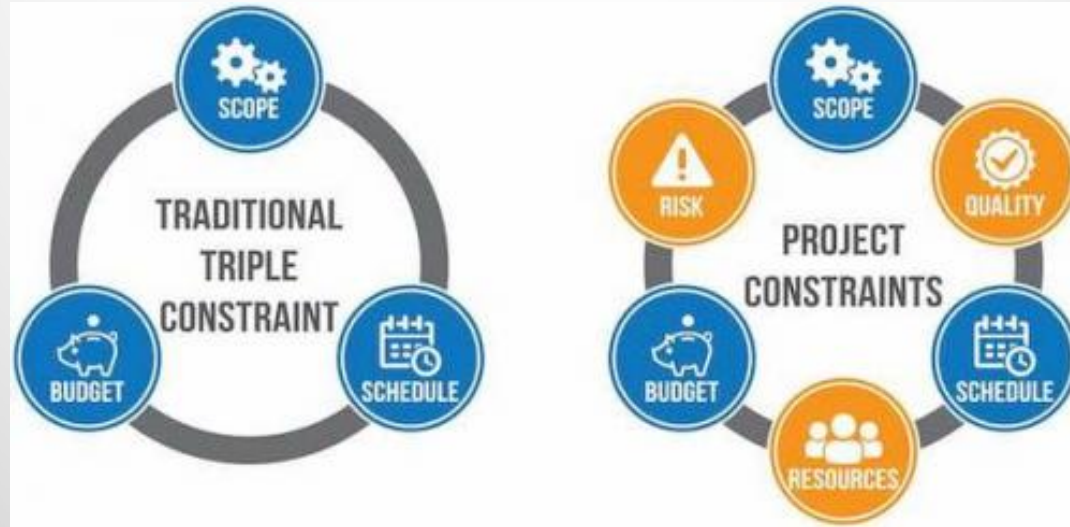 SCOPE
TRADITIONAL
TRIPLE
CONSTRAINT
BUDGET
SCHEDULE
SCOPE
RISK
QUALITY
PROJECT
CONSTRAINTS
BUDGET
SCHEDULE
RESOURCES